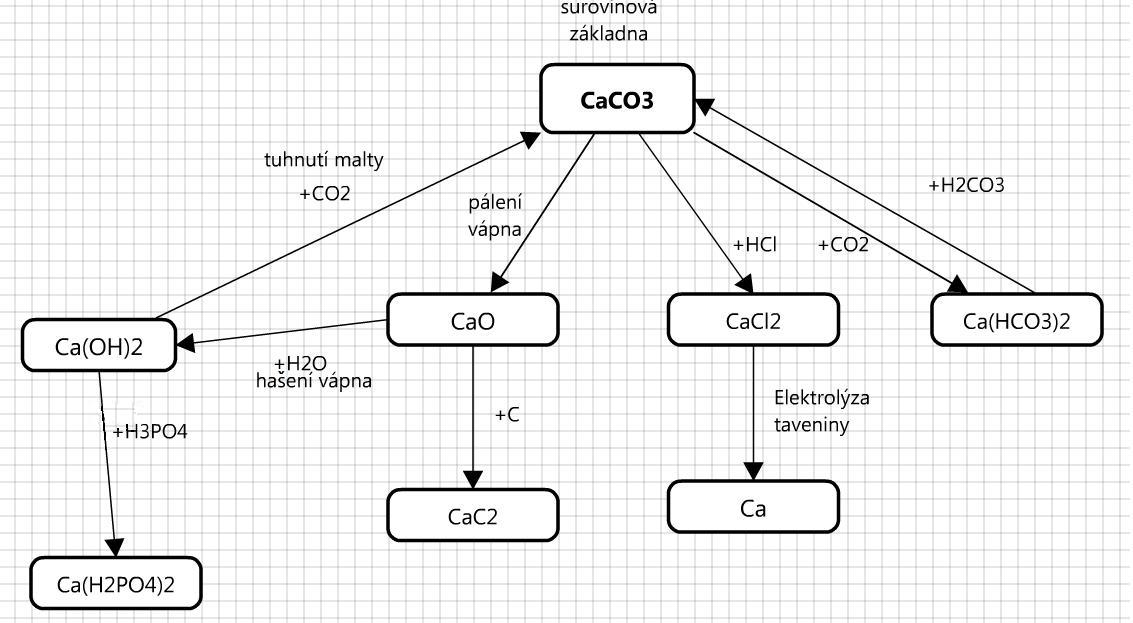 surovinová
základna
CaCO3
tuhnutí malty
+CO2
pálení
vápna
+HCl
+CO2
+H2CO3
Ca(OH)2
CaO
CaCl2
Ca(HCO3)2
+H2O
hašení vápna
+H3PO4
+C
Elektrolýza
taveniny
CaC2
Ca
Ca(H2PO4)2